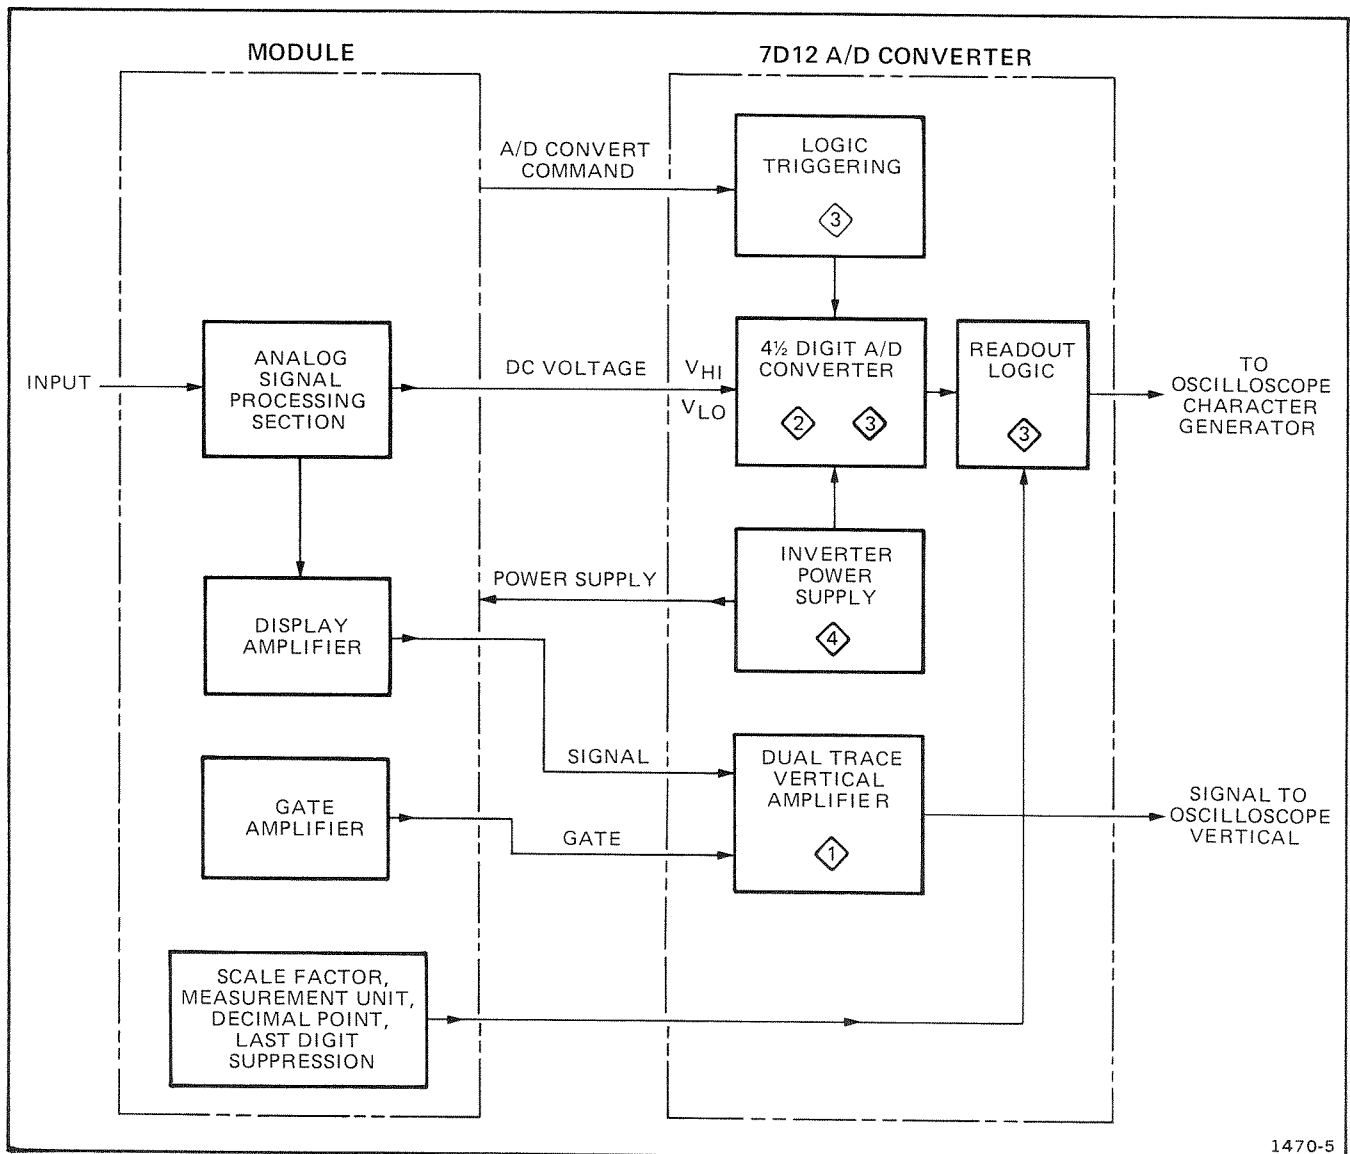 MODULE
7D12 A/D CONVERTER
A/D CONVERT
COMMAND
LOGIC
TRIGGERING
3
INPUT
ANALOG
SIGNAL
PROCESSING
SECTION
DC VOLTAGE
VHI
VLO
4½ DIGIT A/D
CONVERTER
2 3
READOUT
LOGIC
3
TO
OSCILLOSCOPE
CHARACTER
GENERATOR
POWER SUPPLY
INVERTER
POWER
SUPPLY
4
DISPLAY
AMPLIFIER
SIGNAL
DUAL TRACE
VERTICAL
AMPLIFIER
1
GATE
AMPLIFIER
GATE
SIGNAL TO
OSCILLOSCOPE
VERTICAL
SCALE FACTOR,
MEASUREMENT UNIT,
DECIMAL POINT,
LAST DIGIT
SUPPRESSION
1470-5